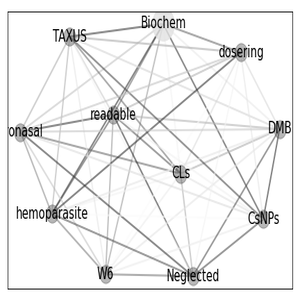 Biochem
TAXUS
dosering
readable
onasal
DMB
CLs
hemoparasite
CsNPs
W6
Neglected